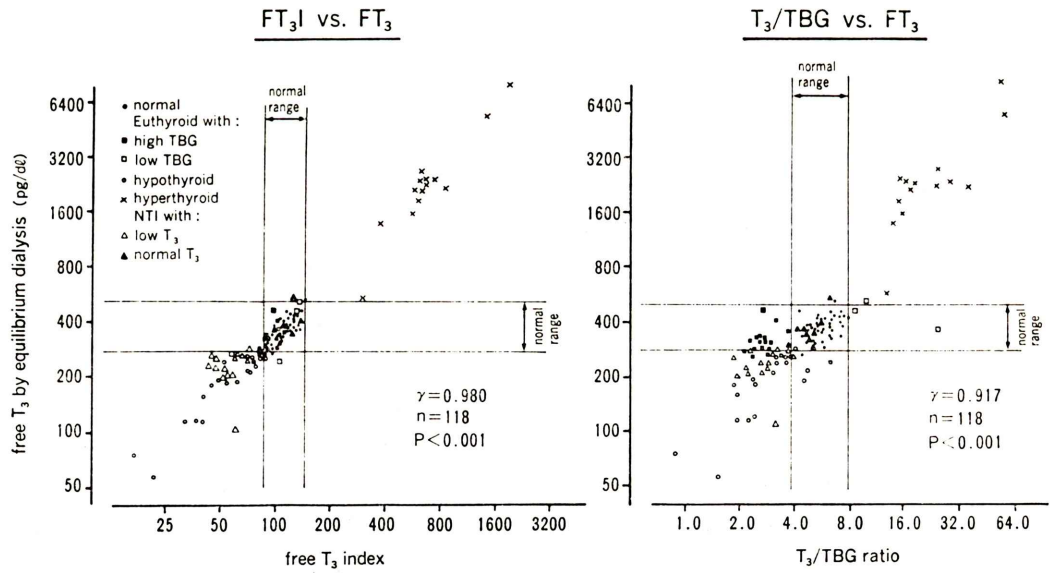 FT₃I vs. FT₃
free T₃ by equilibrium dialysis (pg/dℓ)
6400
3200
1600
800
400
200
100
50
normal
Euthyroid with :
high TBG
low TBG
hypothyroid
hyperthyroid
NTI with :
low T₃
normal T₃
normal
range
normal
range
γ=0.980
n=118
P<0.001
25 50 100 200 400 800 1600 3200
free T₃ index
T₃/TBG vs. FT₃
6400
3200
1600
800
400
200
100
50
normal
range
normal
range
γ=0.917
n=118
P<0.001
1.0 2.0 4.0 8.0 16.0 32.0 64.0
T₃/TBG ratio